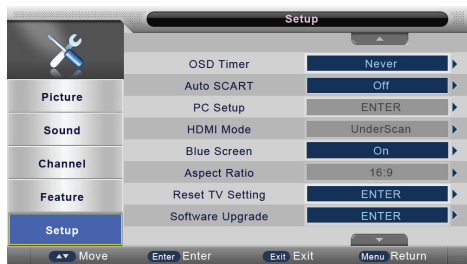 Setup
OSD Timer Never
Auto SCART Off
PC Setup ENTER
HDMI Mode UnderScan
Blue Screen On
Aspect Ratio 16:9
Reset TV Setting ENTER
Software Upgrade ENTER
Picture
Sound
Channel
Feature
Setup
Move Enter Enter Exit Exit Menu Return